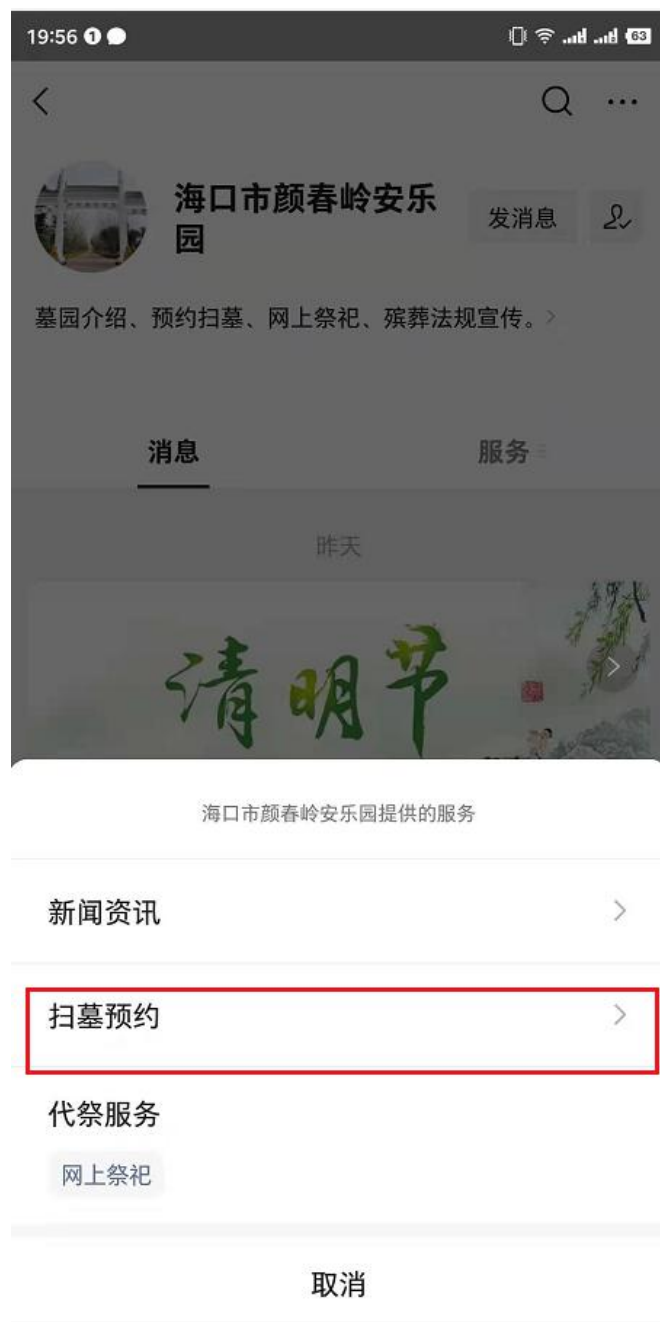 19:56 1
63
海口市颜春岭安乐
园
发消息
墓园介绍、预约扫墓、网上祭祀、殡葬法规宣传。
消息
服务
昨天
清明节
海口市颜春岭安乐园提供的服务
新闻资讯
扫墓预约
代祭服务
网上祭祀
取消